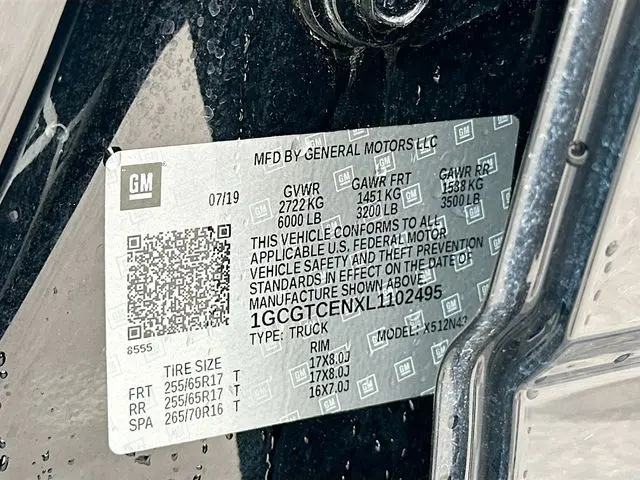 MFD BY GENERAL MOTORS LLC
GM
07/19
GVWR GAWR FRT GAWR RR
2722 KG 1451 KG 1588 KG
6000 LB 3200 LB 3500 LB
THIS VEHICLE CONFORMS TO ALL
APPLICABLE U.S. FEDERAL MOTOR
VEHICLE SAFETY AND THEFT PREVENTION
STANDARDS IN EFFECT ON THE DATE OF
MANUFACTURE SHOWN ABOVE.
1GCGTCENXL1102495
TYPE: TRUCK MODEL: X512N43
8555
TIRE SIZE RIM
FRT 255/65R17 T 17X8.0J
RR 255/65R17 T 17X8.0J
SPA 265/70R16 T 16X7.0J